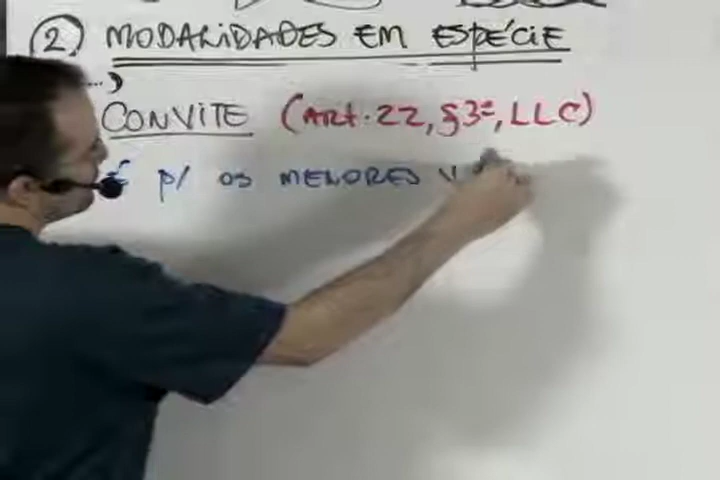 2) MODALIDADES EM ESPÉCIE
CONVITE (ART. 22, §3º, LLC)
É p/ OS MENORES V